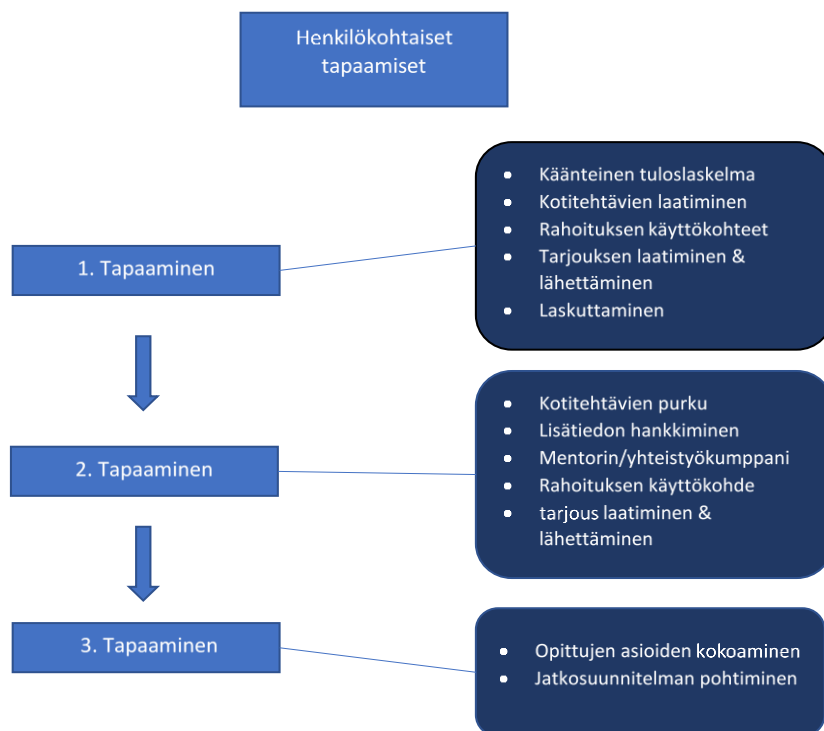 Henkilökohtaiset
tapaamiset
1. Tapaaminen
• Käänteinen tuloslaskelma
• Kotitehtävien laatiminen
• Rahoituksen käyttökohteet
• Tarjouksen laatiminen &
lähettäminen
• Laskuttaminen
2. Tapaaminen
• Kotitehtävien purku
• Lisätiedon hankkiminen
• Mentorin/yhteistyökumppani
• Rahoituksen käyttökohde
• tarjous laatiminen &
lähettäminen
3. Tapaaminen
• Opittujen asioiden kokoaminen
• Jatkosuunnitelman pohtiminen